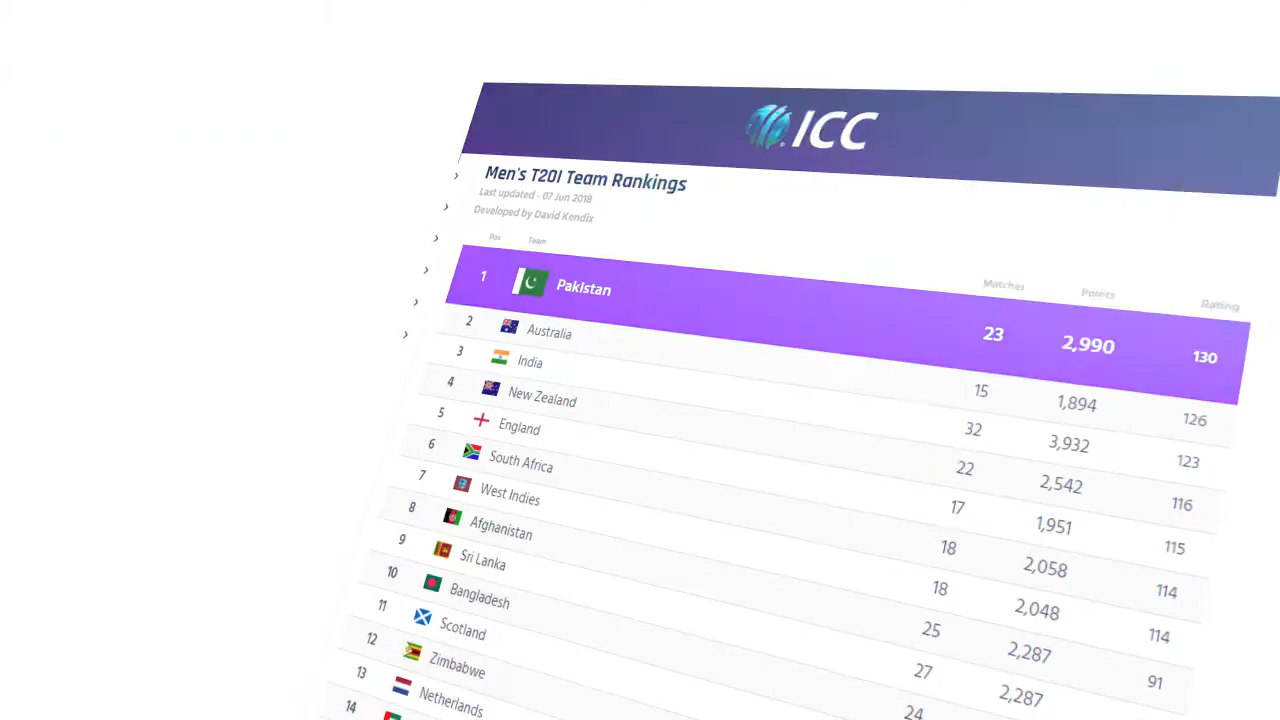 ICC
Men's T20I Team Rankings
Last updated - 07 Jun 2018
Developed by David Kendix
Pos Team Matches Points Rating
1 Pakistan 23 2,990 130
2 Australia 15 1,894 126
3 India 32 3,932 123
4 New Zealand 22 2,542 116
5 England 17 1,951 115
6 South Africa 18 2,058 114
7 West Indies 18 2,048 114
8 Afghanistan 25 2,287 91
9 Sri Lanka 27 2,287
10 Bangladesh 24
11 Scotland
12 Zimbabwe
13 Netherlands
14